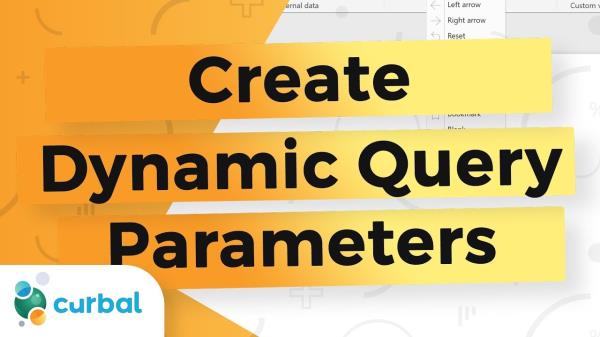 ernal data
Left arrow
Custom v
Right arrow
Reset
Create
bookmark
Blank
Dynamic Query
Parameters
curbal